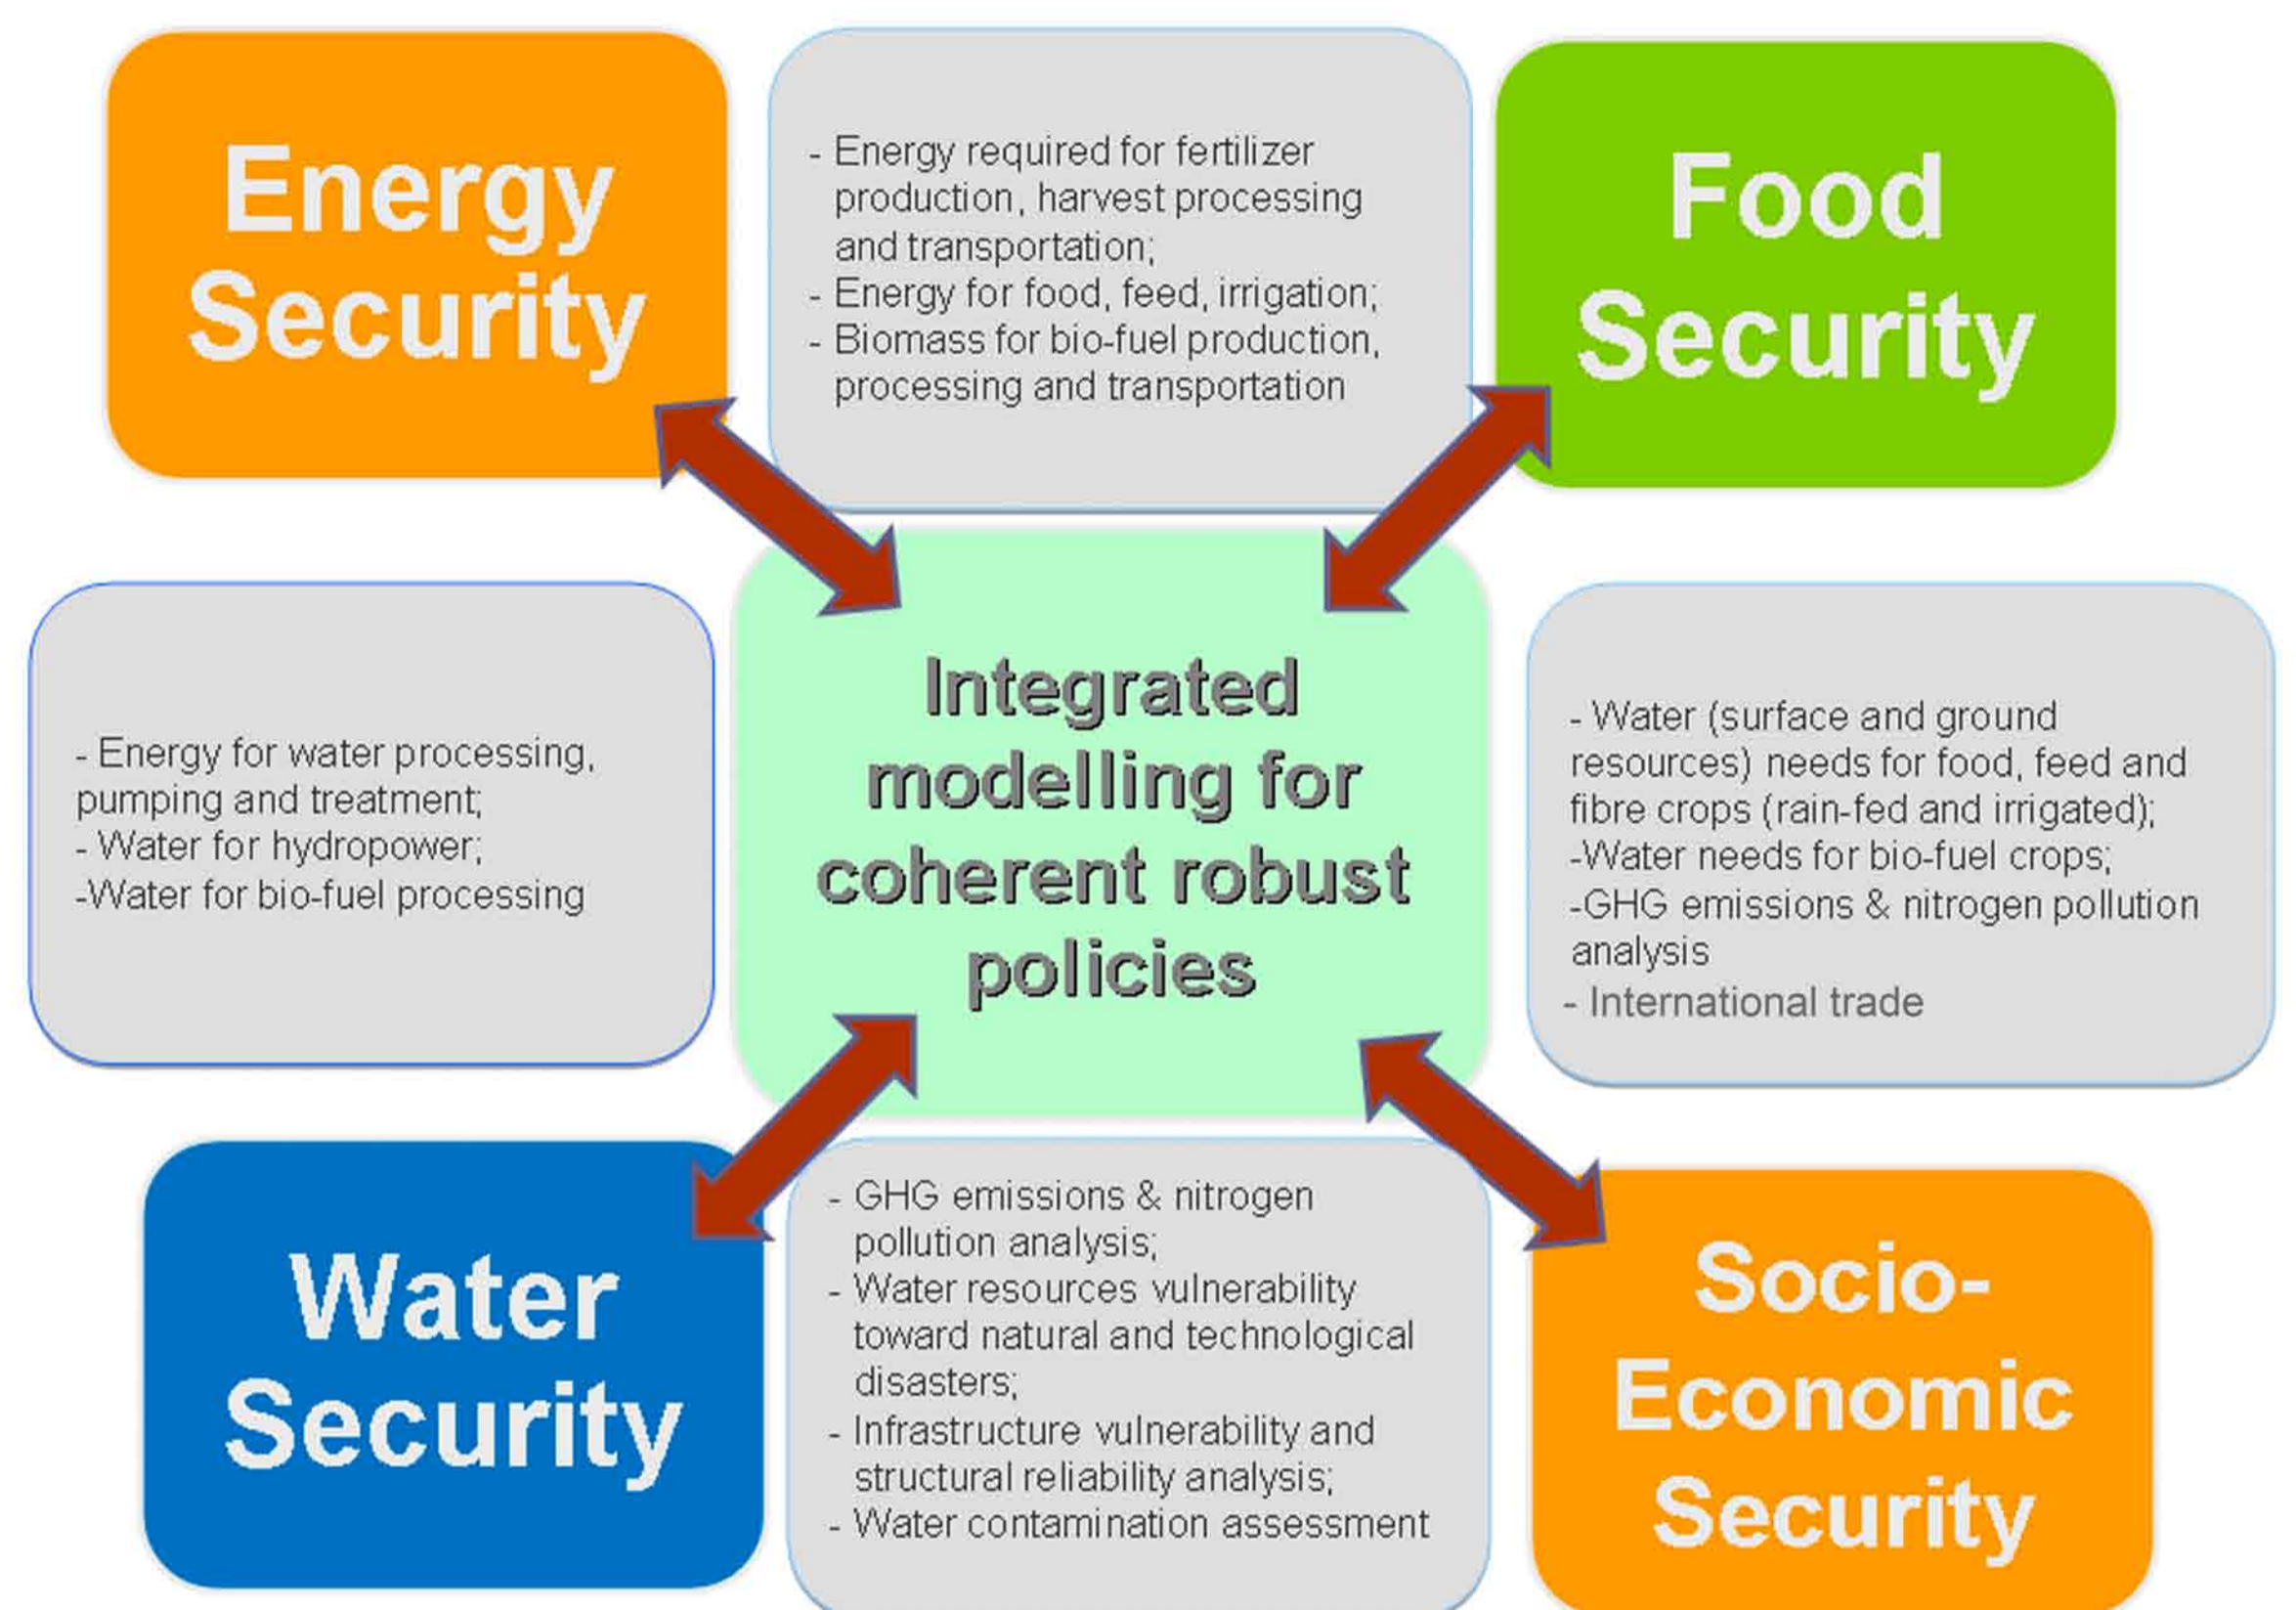 Energy
Security
- Energy required for fertilizer
production, harvest processing
and transportation;
- Energy for food, feed, irrigation;
- Biomass for bio-fuel production,
processing and transportation
Food
Security
- Energy for water processing,
pumping and treatment;
- Water for hydropower;
-Water for bio-fuel processing
Integrated
modelling for
coherent robust
policies
- Water (surface and ground
resources) needs for food, feed and
fibre crops (rain-fed and irrigated);
-Water needs for bio-fuel crops;
-GHG emissions & nitrogen pollution
analysis
- International trade
Water
Security
- GHG emissions & nitrogen
pollution analysis;
- Water resources vulnerability
toward natural and technological
disasters;
- Infrastructure vulnerability and
structural reliability analysis;
- Water contamination assessment
Socio-
Economic
Security